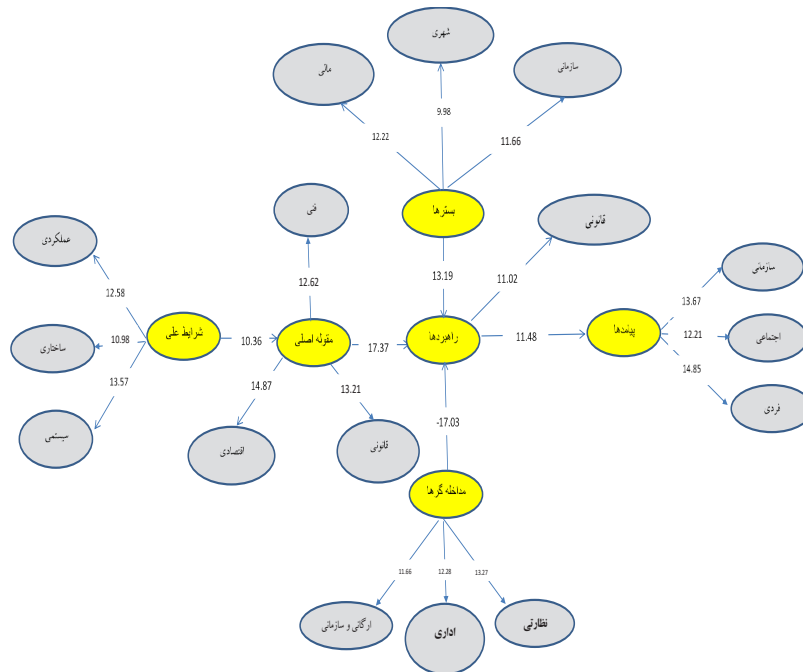 شهری
مالی
سازمانی
9.98
12.22
11.66
بسترها
فنی
قانونی
عملکردی
سازمانی
13.19
11.02
12.62
12.58
13.67
شرایط علی
10.36
مقوله اصلی
17.37
راهبردها
11.48
پیامدها
12.21
اجتماعی
10.98
ساختاری
13.57
14.87
13.21
14.85
فردی
سیستمی
اقتصادی
قانونی
-17.03
مداخله گرها
11.66
12.28
13.27
ارگانی و سازمانی
اداری
نظارتی